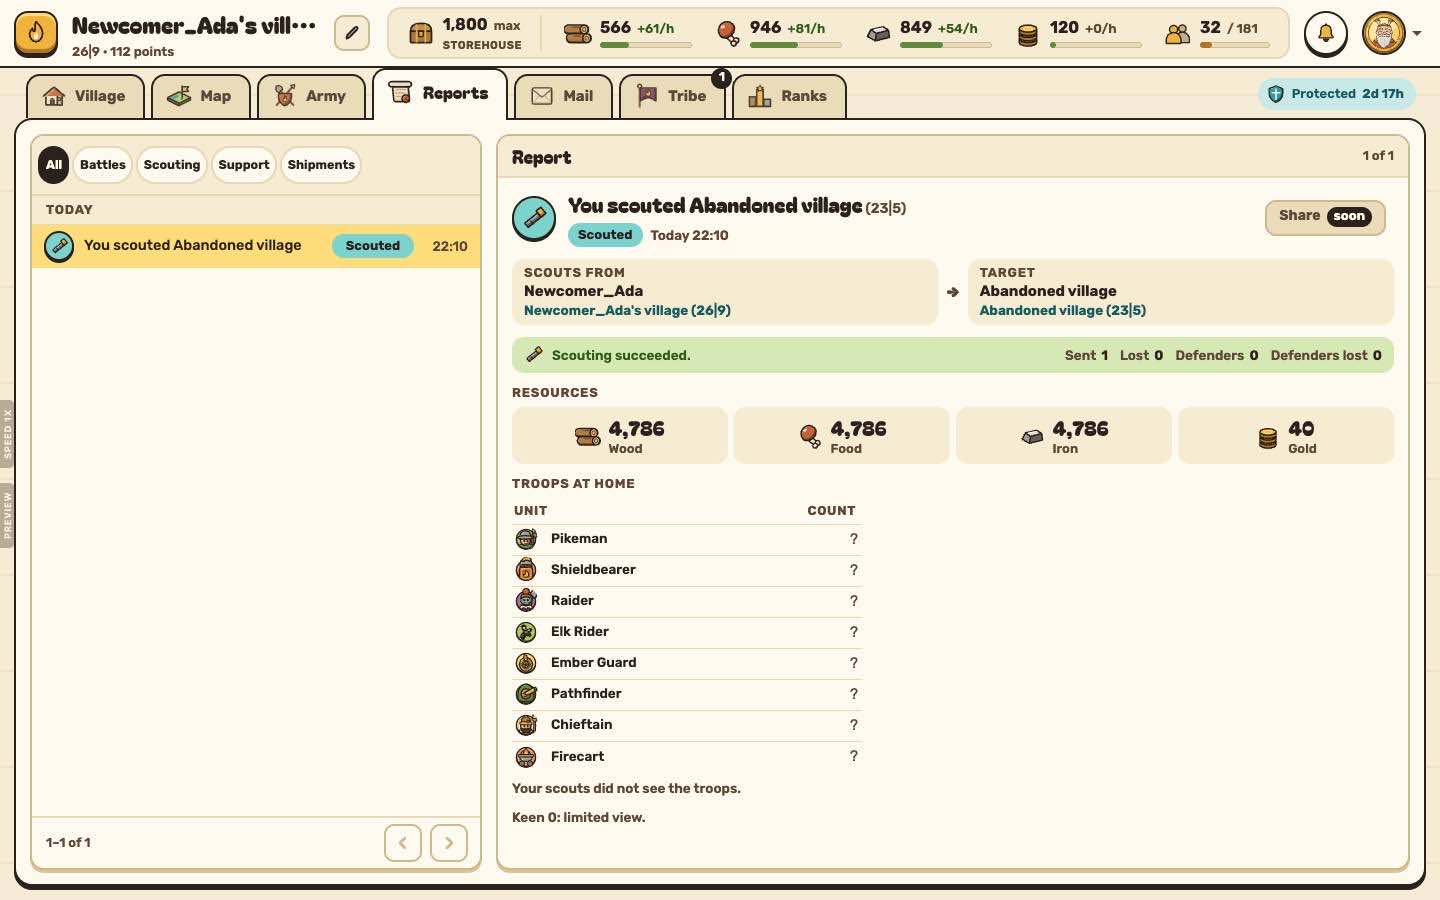 Newcomer_Ada's vill•••
26|9 • 112 points
1,800 max
STOREHOUSE
566 +61/h
946 +81/h
849 +54/h
120 +0/h
32 / 181
Village
Map
Army
Reports
Mail
Tribe
1
Ranks
Protected 2d 17h
All
Battles
Scouting
Support
Shipments
TODAY
You scouted Abandoned village
Scouted
22:10
1–1 of 1
Report
1 of 1
You scouted Abandoned village (23|5)
Scouted
Today 22:10
Share soon
SCOUTS FROM
Newcomer_Ada
Newcomer_Ada's village (26|9)
TARGET
Abandoned village
Abandoned village (23|5)
Scouting succeeded.
Sent 1 Lost 0 Defenders 0 Defenders lost 0
RESOURCES
4,786
Wood
4,786
Food
4,786
Iron
40
Gold
TROOPS AT HOME
UNIT COUNT
Pikeman ?
Shieldbearer ?
Raider ?
Elk Rider ?
Ember Guard ?
Pathfinder ?
Chieftain ?
Firecart ?
Your scouts did not see the troops.
Keen 0: limited view.
SPEED 1X
PREVIEW